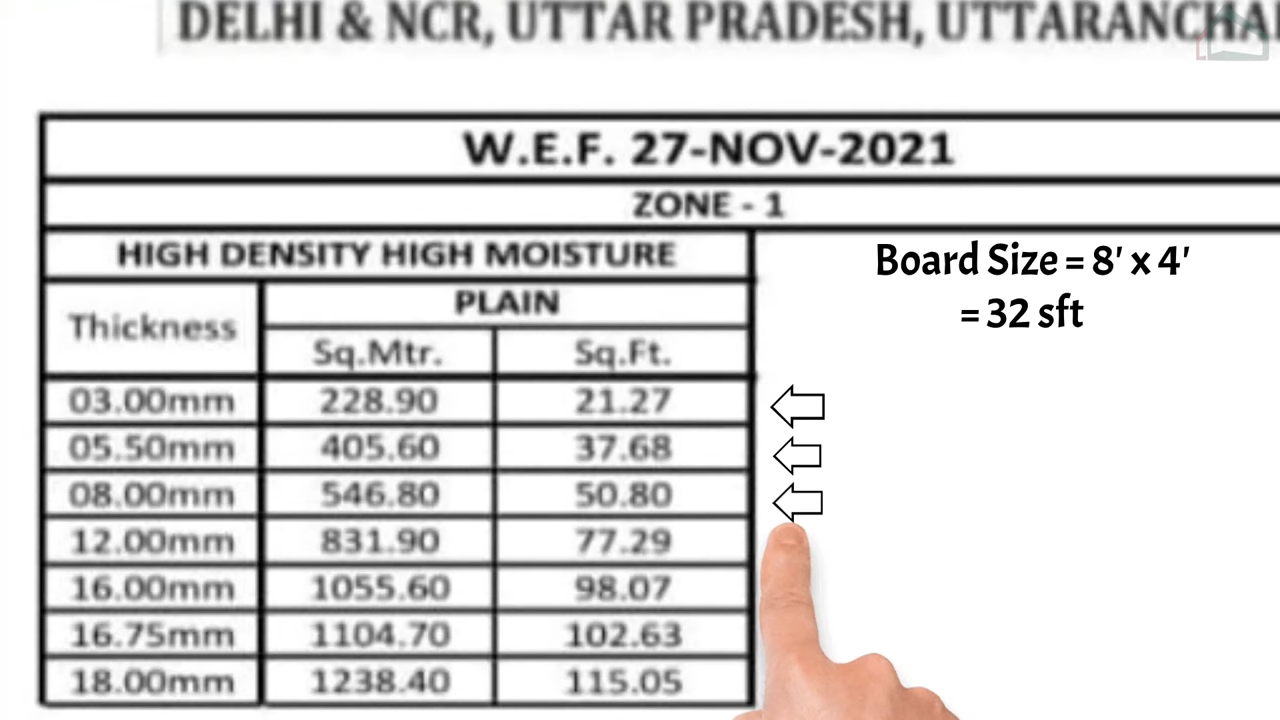 DELHI & NCR, UTTAR PRADESH, UTTARANCHA
W.E.F. 27-NOV-2021
ZONE - 1
HIGH DENSITY HIGH MOISTURE
Thickness PLAIN
Sq.Mtr. Sq.Ft.
03.00mm 228.90 21.27
05.50mm 405.60 37.68
08.00mm 546.80 50.80
12.00mm 831.90 77.29
16.00mm 1055.60 98.07
16.75mm 1104.70 102.63
18.00mm 1238.40 115.05
Board Size = 8' x 4'
= 32 sft